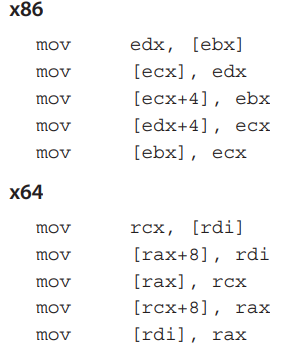 x86
mov edx, [ebx]
mov [ecx], edx
mov [ecx+4], ebx
mov [edx+4], ecx
mov [ebx], ecx
x64
mov rcx, [rdi]
mov [rax+8], rdi
mov [rax], rcx
mov [rcx+8], rax
mov [rdi], rax